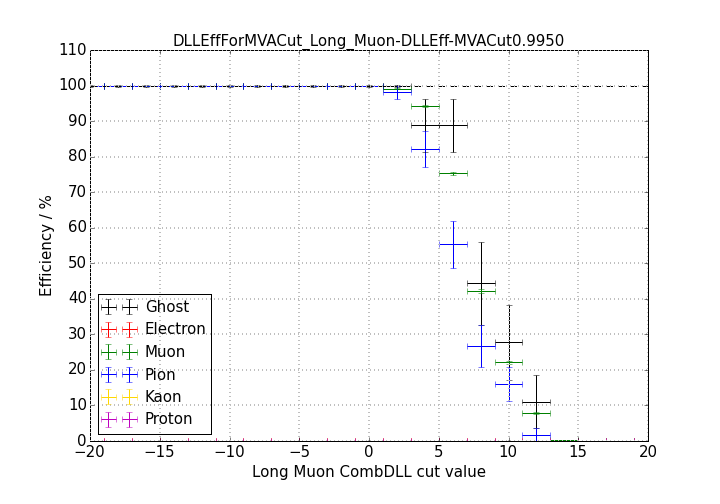 DLLEffForMVACut_Long_Muon-DLLEff-MVACut0.9950
110
100
90
80
70
60
50
40
30
20
10
0
Efficiency / %
Ghost
Electron
Muon
Pion
Kaon
Proton
−20 −15 −10 −5 0 5 10 15 20
Long Muon CombDLL cut value